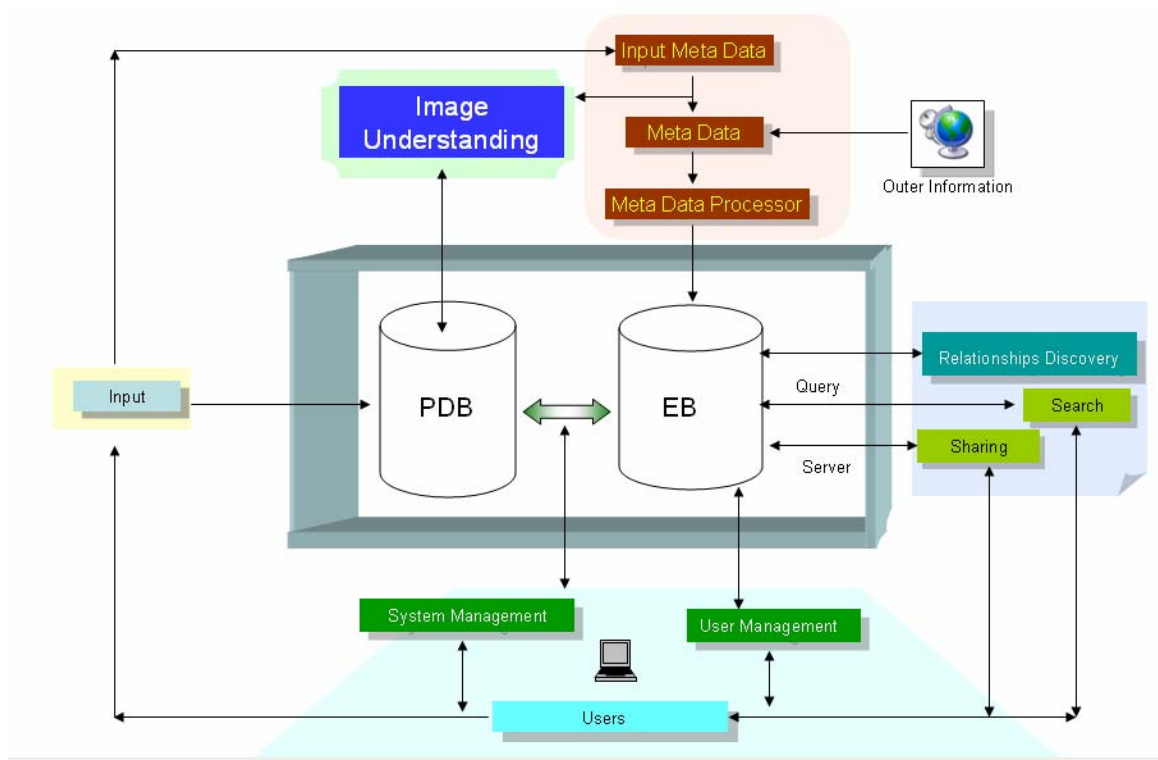 Input Meta Data
Image
Understanding
Meta Data
Outer Information
Meta Data Processor
Relationships Discovery
Input
PDB
EB
Query
Search
Sharing
Server
System Management
User Management
Users